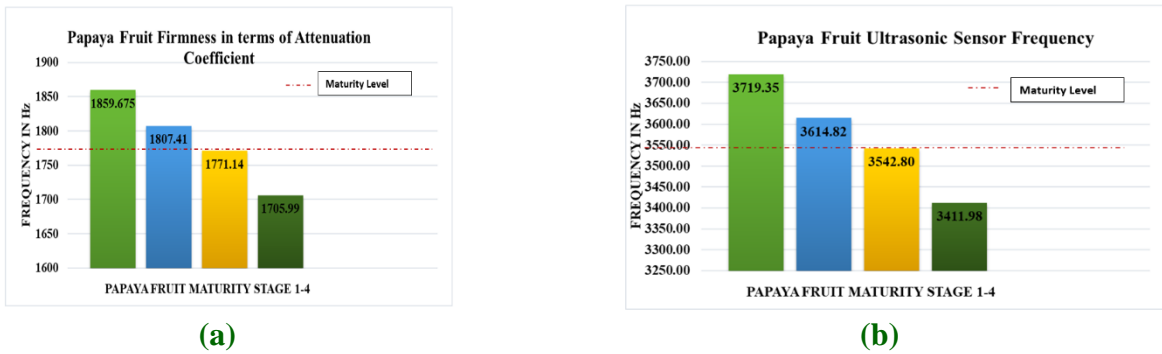 Papaya Fruit Firmness in terms of Attenuation
Coefficient
1900
1850
1800
1750
1700
1650
1600
FREQUENCY IN Hz
Maturity Level
1859.675
1807.41
1771.14
1705.99
PAPAYA FRUIT MATURITY STAGE 1-4
(a)
Papaya Fruit Ultrasonic Sensor Frequency
3750.00
3700.00
3650.00
3600.00
3550.00
3500.00
3450.00
3400.00
3350.00
3300.00
3250.00
FREQUENCY IN Hz
Maturity Level
3719.35
3614.82
3542.80
3411.98
PAPAYA FRUIT MATURITY STAGE 1-4
(b)